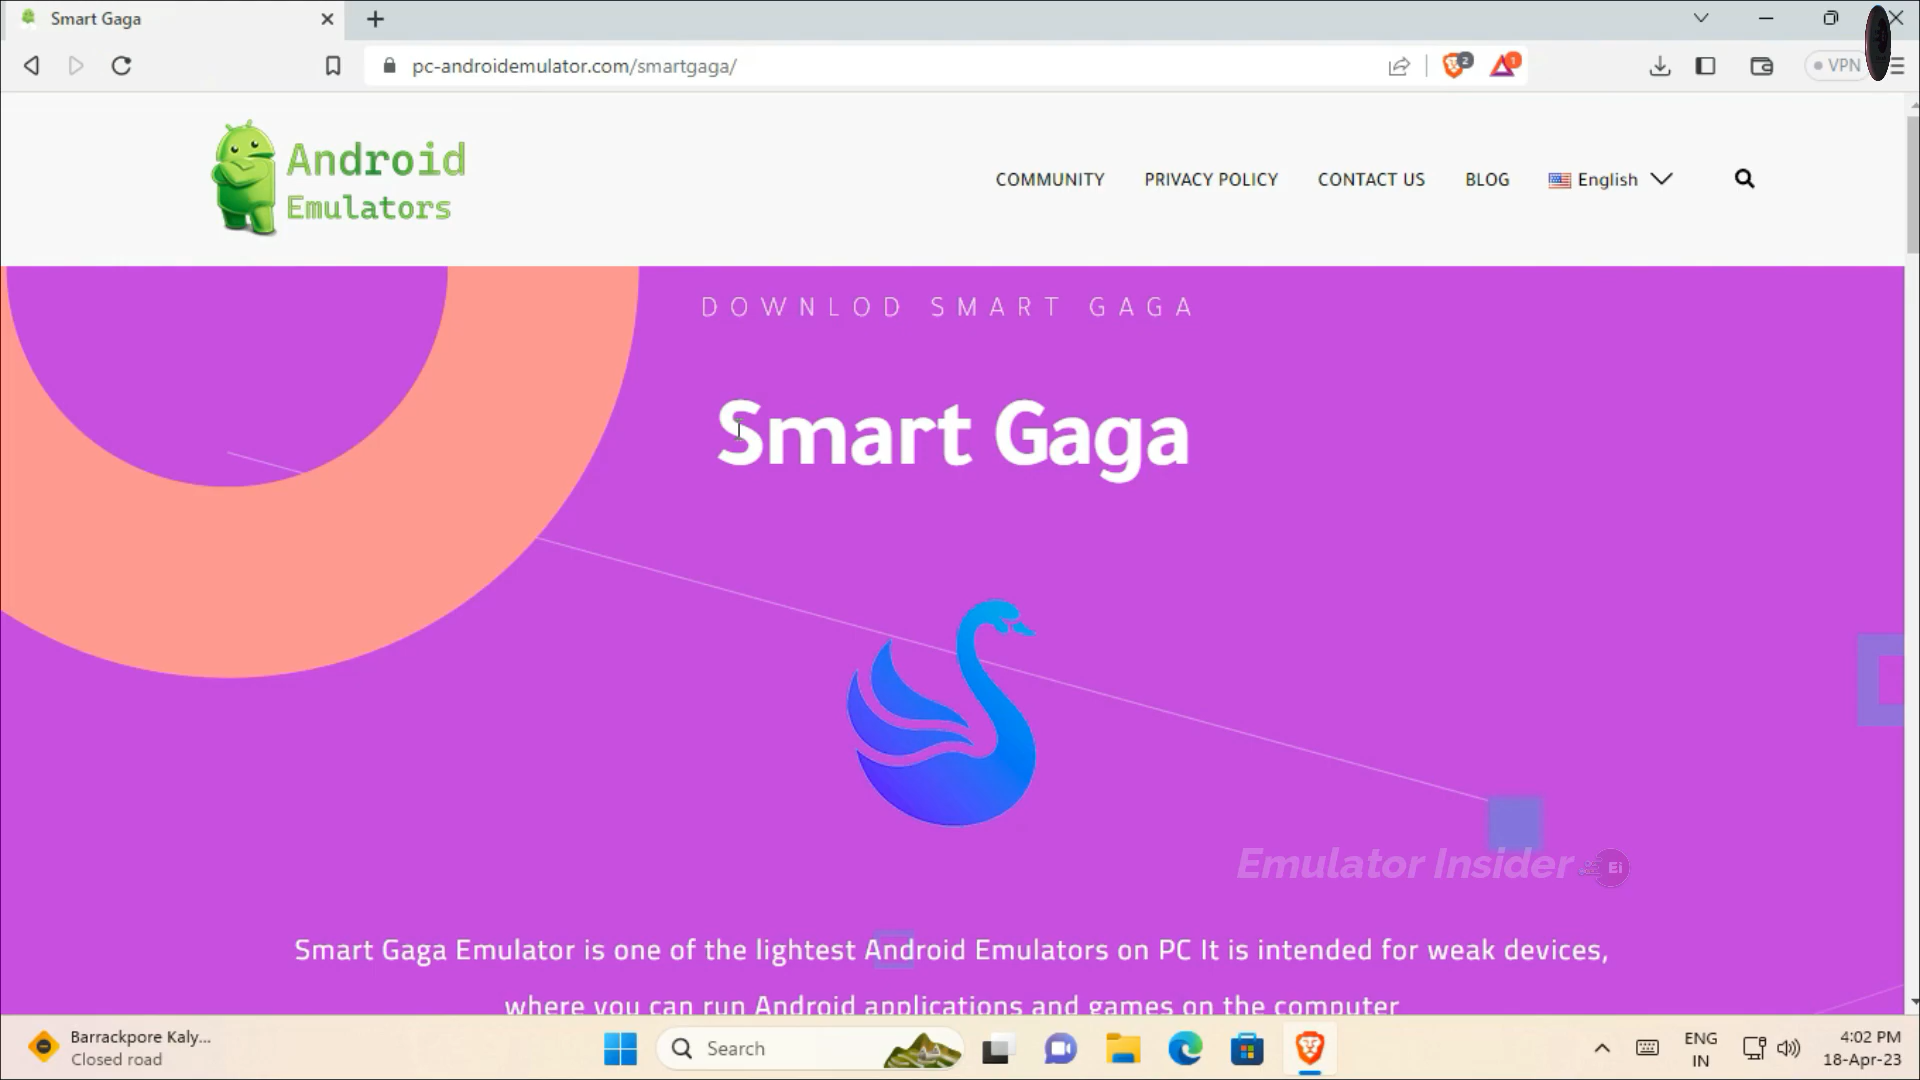 Smart Gaga
pc-androidemulator.com/smartgaga/
2
1
VPN
Android
Emulators
COMMUNITY
PRIVACY POLICY
CONTACT US
BLOG
English
DOWNLOD SMART GAGA
Smart Gaga
Emulator Insider Ei
Smart Gaga Emulator is one of the lightest Android Emulators on PC It is intended for weak devices,
where you can run Android applications and games on the computer
Barrackpore Kaly...
Closed road
Search
ENG
IN
4:02 PM
18-Apr-23